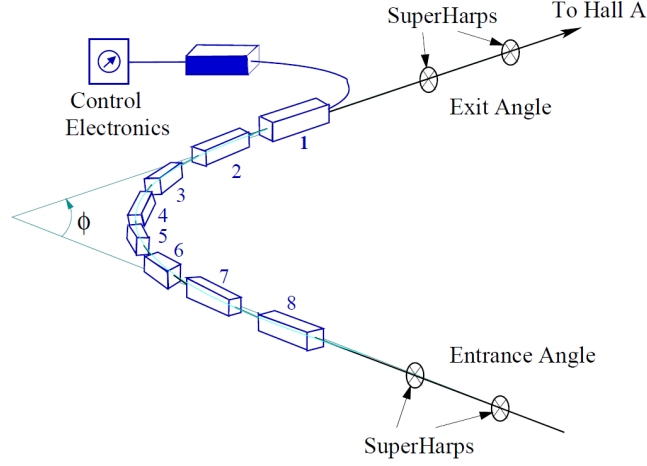 SuperHarps
To Hall A
Control
Electronics
Exit Angle
1
2
3
4
5
6
7
8
ϕ
Entrance Angle
SuperHarps